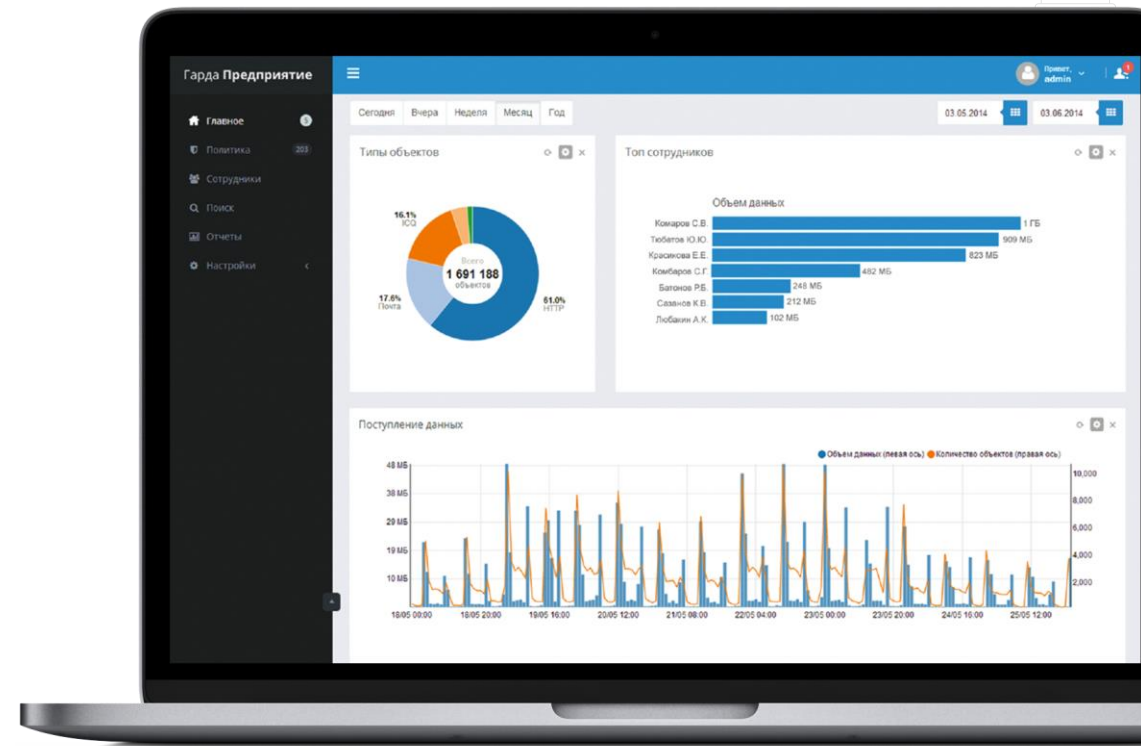 Гарда Предприятие
Привет,
admin
1
Главное 5
Политика 203
Сотрудники
Поиск
Отчеты
Настройки
Сегодня Вчера Неделя Месяц Год
03.05.2014 03.06.2014
Типы объектов
16.1%
ICQ
Всего
1 691 188
объектов
17.6%
Почта
61.0%
HTTP
Топ сотрудников
Объем данных
Комаров С.В. 1 ГБ
Тюбетов Ю.Ю. 909 МБ
Красикова Е.Е. 823 МБ
Комбаров С.Г. 482 МБ
Батонов Р.Б. 248 МБ
Сазанов К.В. 212 МБ
Любакин А.К. 102 МБ
Поступление данных
Объем данных (левая ось) Количество объектов (правая ось)
48 МБ
38 МБ
29 МБ
19 МБ
10 МБ
10,000
8,000
6,000
4,000
2,000
18/05 00:00 18/05 20:00 19/05 16:00 20/05 12:00 21/05 08:00 22/05 04:00 23/05 00:00 23/05 20:00 24/05 16:00 25/05 12:00